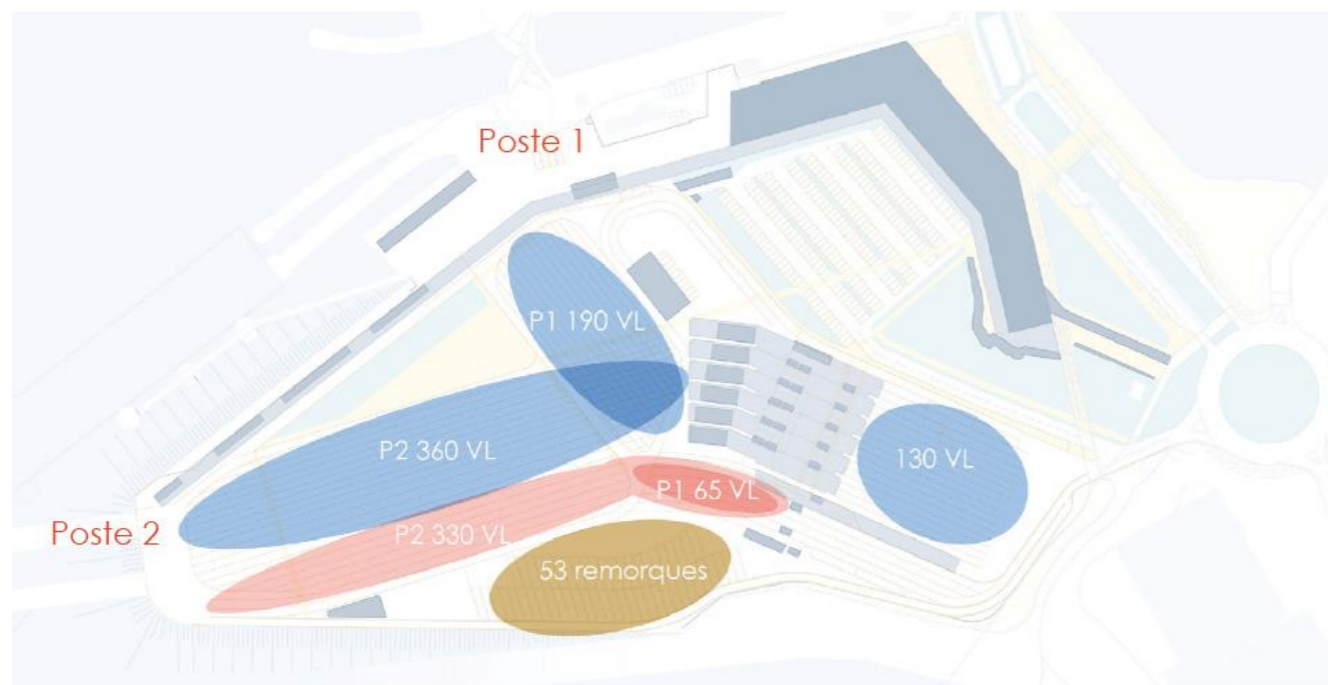 Poste 1
P1 190 VL
P2 360 VL
130 VL
P1 65 VL
Poste 2
P2 330 VL
53 remorques